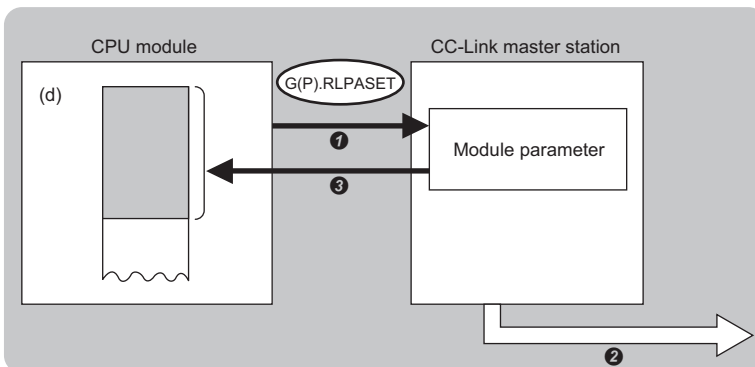 CPU module
CC-Link master station
G(P).RLPASET
(d)
❶
Module parameter
❸
❷